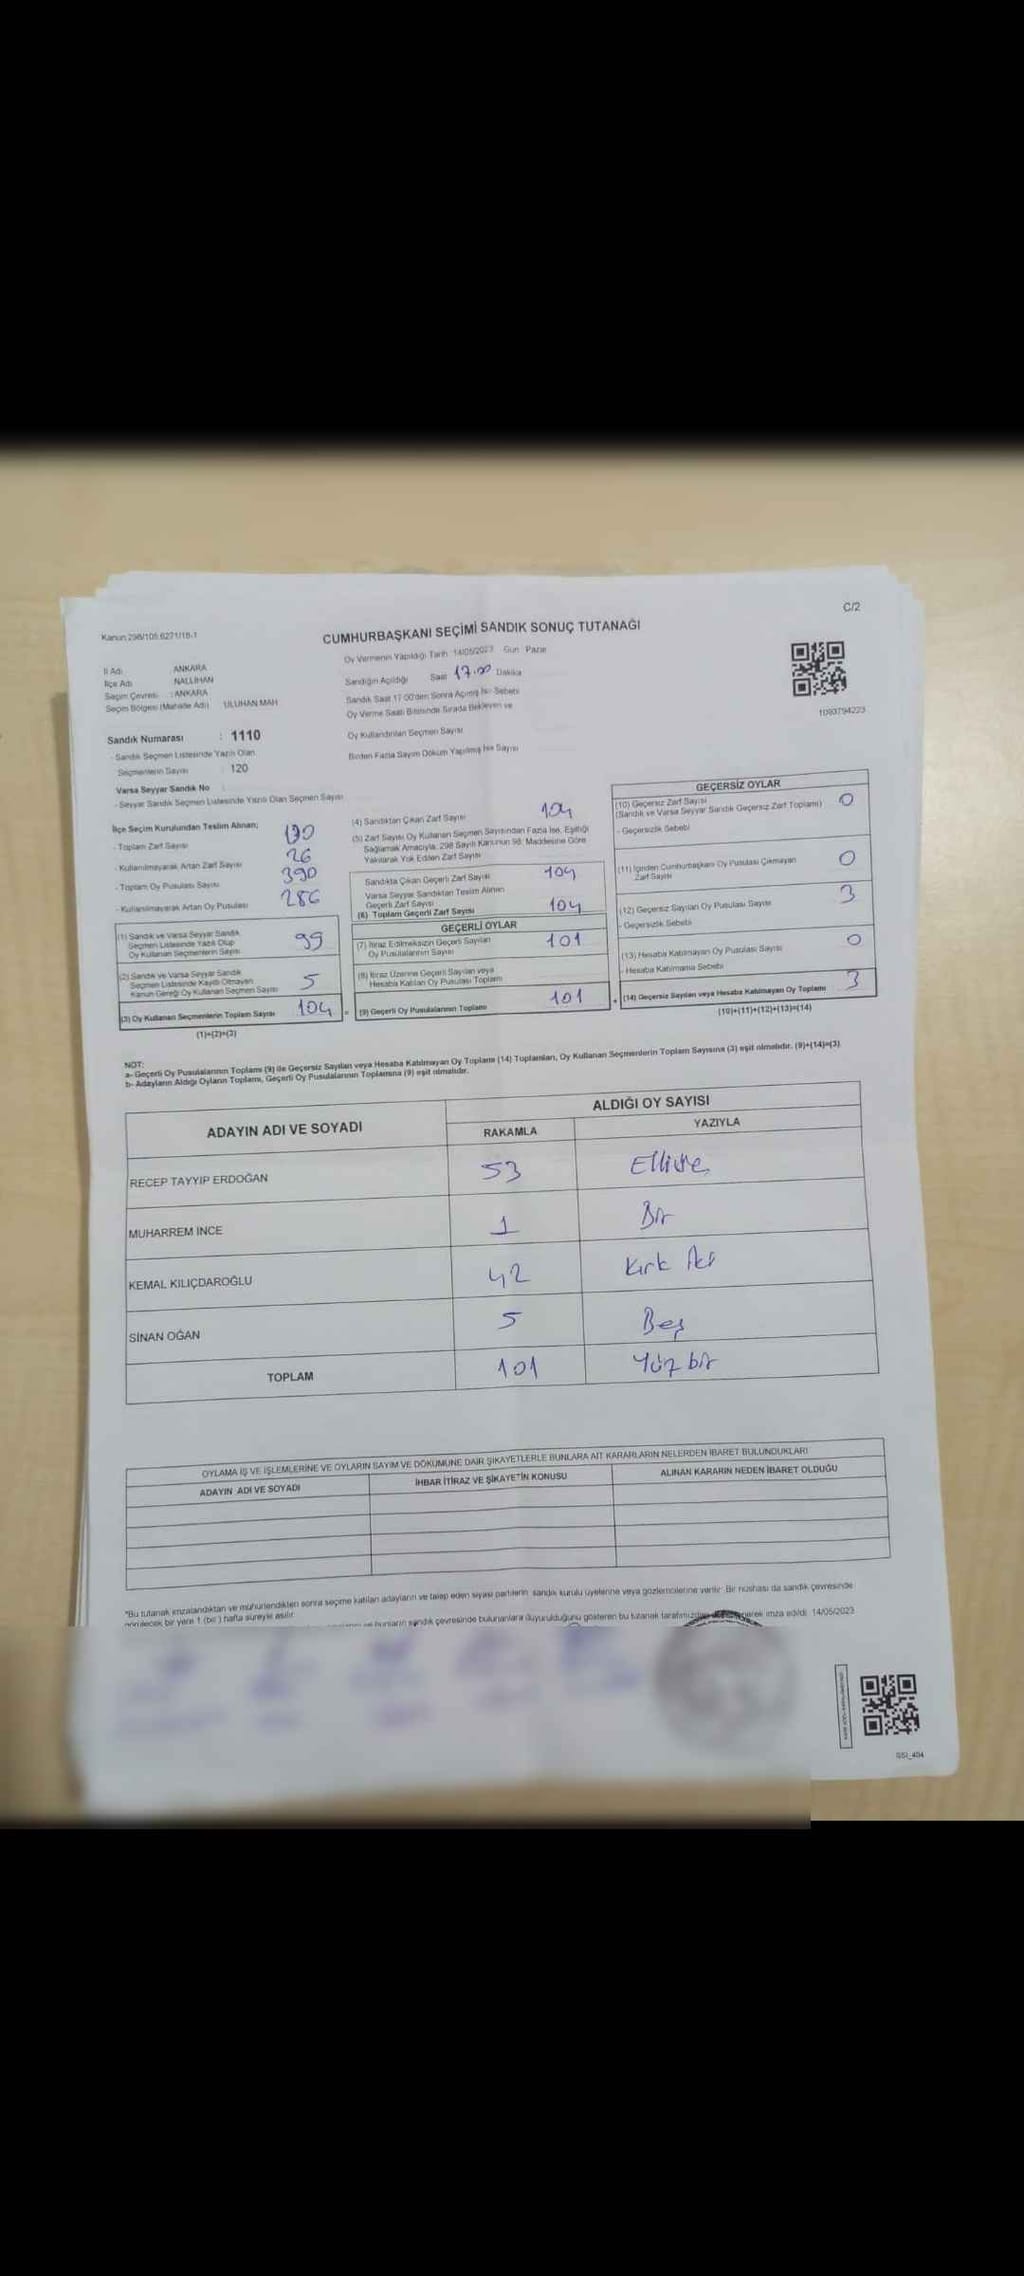 C/2
Kanun 298/105 6271/18-1
CUMHURBAŞKANI SEÇİMİ SANDIK SONUÇ TUTANAĞI
İl Adı : ANKARA
İlçe Adı : NALLIHAN
Seçim Çevresi : ANKARA
Seçim Bölgesi (Mahalle Adı) ULUHAN MAH
Sandık Numarası : 1110
- Sandık Seçmen Listesinde Yazılı Olan
Seçmenlerin Sayısı : 120
Varsa Seyyar Sandık No :
- Seyyar Sandık Seçmen Listesinde Yazılı Olan Seçmen Sayısı
Oy Vermenin Yapıldığı Tarih 14/05/2023 Gün Pazar
Sandığın Açıldığı Saat 17.00 Dakika
Sandık Saat 17.00'den Sonra Açılmış İse Sebebi
Oy Verme Saati Bitiminde Sırada Bekleyen ve
Oy Kullandırılan Seçmen Sayısı
Birden Fazla Sayım Döküm Yapılmış İse Sayısı
1093794223
İlçe Seçim Kurulundan Teslim Alınan;
- Toplam Zarf Sayısı
- Kullanılmayarak Artan Zarf Sayısı 26
- Toplam Oy Pusulası Sayısı 390
- Kullanılmayarak Artan Oy Pusulası 286
(1) Sandık ve Varsa Seyyar Sandık
Seçmen Listesinde Yazılı Olup
Oy Kullanan Seçmenlerin Sayısı 99
(2) Sandık ve Varsa Seyyar Sandık
Seçmen Listesinde Kayıtlı Olmayan
Kanun Gereği Oy Kullanan Seçmen Sayısı 5
(3) Oy Kullanan Seçmenlerin Toplam Sayısı 104 =
(1)+(2)=(3)
(4) Sandıktan Çıkan Zarf Sayısı 104
(5) Zarf Sayısı Oy Kullanan Seçmen Sayısından Fazla İse, Eşitliği
Sağlamak Amacıyla, 298 Sayılı Kanunun 98. Maddesine Göre
Yakılarak Yok Edilen Zarf Sayısı
Sandıkta Çıkan Geçerli Zarf Sayısı 104
Varsa Seyyar Sandıktan Teslim Alınan
Geçerli Zarf Sayısı
(6) Toplam Geçerli Zarf Sayısı 104
GEÇERLİ OYLAR
(7) İtiraz Edilmeksizin Geçerli Sayılan
Oy Pusulalarının Sayısı 101
(8) İtiraz Üzerine Geçerli Sayılan veya
Hesaba Katılan Oy Pusulası Toplamı
(9) Geçerli Oy Pusulalarının Toplamı 101 +
GEÇERSİZ OYLAR
(10) Geçersiz Zarf Sayısı
(Sandık ve Varsa Seyyar Sandık Geçersiz Zarf Toplamı) 0
- Geçersizlik Sebebi
(11) İçinden Cumhurbaşkanı Oy Pusulası Çıkmayan
Zarf Sayısı 0
(12) Geçersiz Sayılan Oy Pusulası Sayısı 3
- Geçersizlik Sebebi
(13) Hesaba Katılmayan Oy Pusulası Sayısı 0
- Hesaba Katılmama Sebebi
(14) Geçersiz Sayılan veya Hesaba Katılmayan Oy Toplamı 3
(10)+(11)+(12)+(13)=(14)
NOT:
a- Geçerli Oy Pusulalarının Toplamı (9) ile Geçersiz Sayılan veya Hesaba Katılmayan Oy Toplamı (14) Toplamları, Oy Kullanan Seçmenlerin Toplam Sayısına (3) eşit olmalıdır. (9)+(14)=(3)
b- Adayların Aldığı Oyların Toplamı, Geçerli Oy Pusulalarının Toplamına (9) eşit olmalıdır.
ADAYIN ADI VE SOYADI
ALDIĞI OY SAYISI
RAKAMLA YAZIYLA
RECEP TAYYIP ERDOĞAN 53
MUHARREM İNCE 1 Bir
KEMAL KILIÇDAROĞLU 42 Kırk İki
SİNAN OĞAN 5 Beş
TOPLAM 101 Yüz bir
OYLAMA İŞ VE İŞLEMLERİNE VE OYLARIN SAYIM VE DÖKÜMÜNE DAİR ŞİKAYETLERLE BUNLARA AİT KARARLARIN NELERDEN İBARET BULUNDUKLARI
ADAYIN ADI VE SOYADI İHBAR İTİRAZ VE ŞİKAYETİN KONUSU ALINAN KARARIN NEDEN İBARET OLDUĞU
*Bu tutanak imzalandıktan ve mühürlendikten sonra seçime katılan adayların ve talep eden siyasi partilerin sandık kurulu üyelerine veya gözlemcilerine verilir. Bir nüshası da sandık çevresinde
görülecek bir yere 1 (bir) hafta süreyle asılır.
ve bunların sandık çevresinde bulunanlara duyurulduğunu gösteren bu tutanak tarafımızdan imza edildi. 14/05/2023